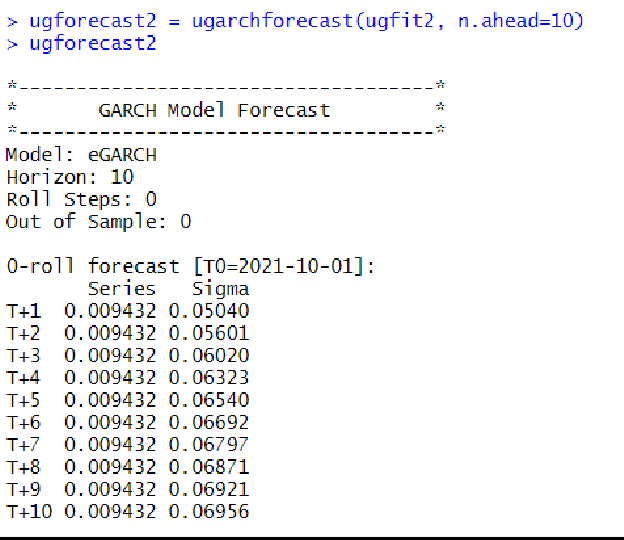 > ugforecast2 = ugarchforecast(ugfit2, n.ahead=10)
> ugforecast2
*------------------------------------*
*       GARCH Model Forecast         *
*------------------------------------*
Model: eGARCH
Horizon: 10
Roll Steps: 0
Out of Sample: 0
0-roll forecast [T0=2021-10-01]:
       Series   Sigma
T+1  0.009432 0.05040
T+2  0.009432 0.05601
T+3  0.009432 0.06020
T+4  0.009432 0.06323
T+5  0.009432 0.06540
T+6  0.009432 0.06692
T+7  0.009432 0.06797
T+8  0.009432 0.06871
T+9  0.009432 0.06921
T+10 0.009432 0.06956